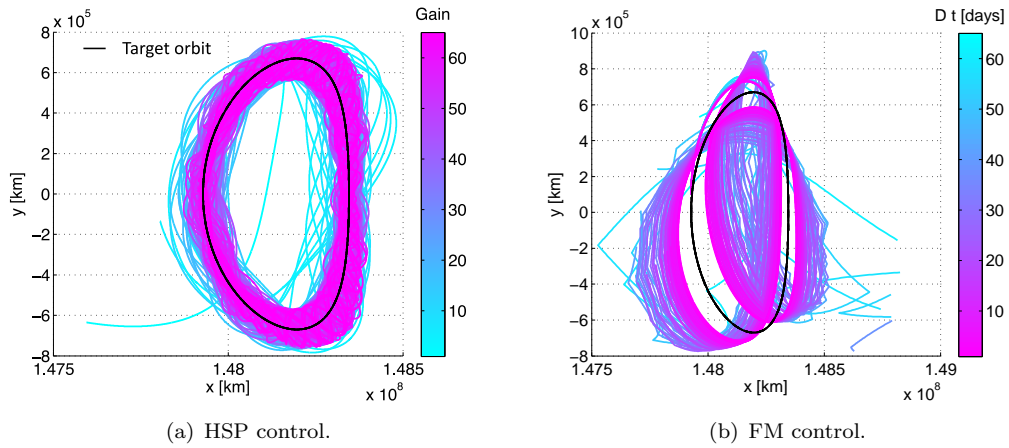 x 10^5
Gain
Target orbit
8
6
4
2
0
−2
−4
−6
−8
y [km]
1.475
1.48
1.485
x [km]
x 10^8
60
50
40
30
20
10
(a) HSP control.
x 10^5
D t [days]
10
8
6
4
2
0
−2
−4
−6
−8
y [km]
1.475
1.48
1.485
1.49
x [km]
x 10^8
60
50
40
30
20
10
(b) FM control.